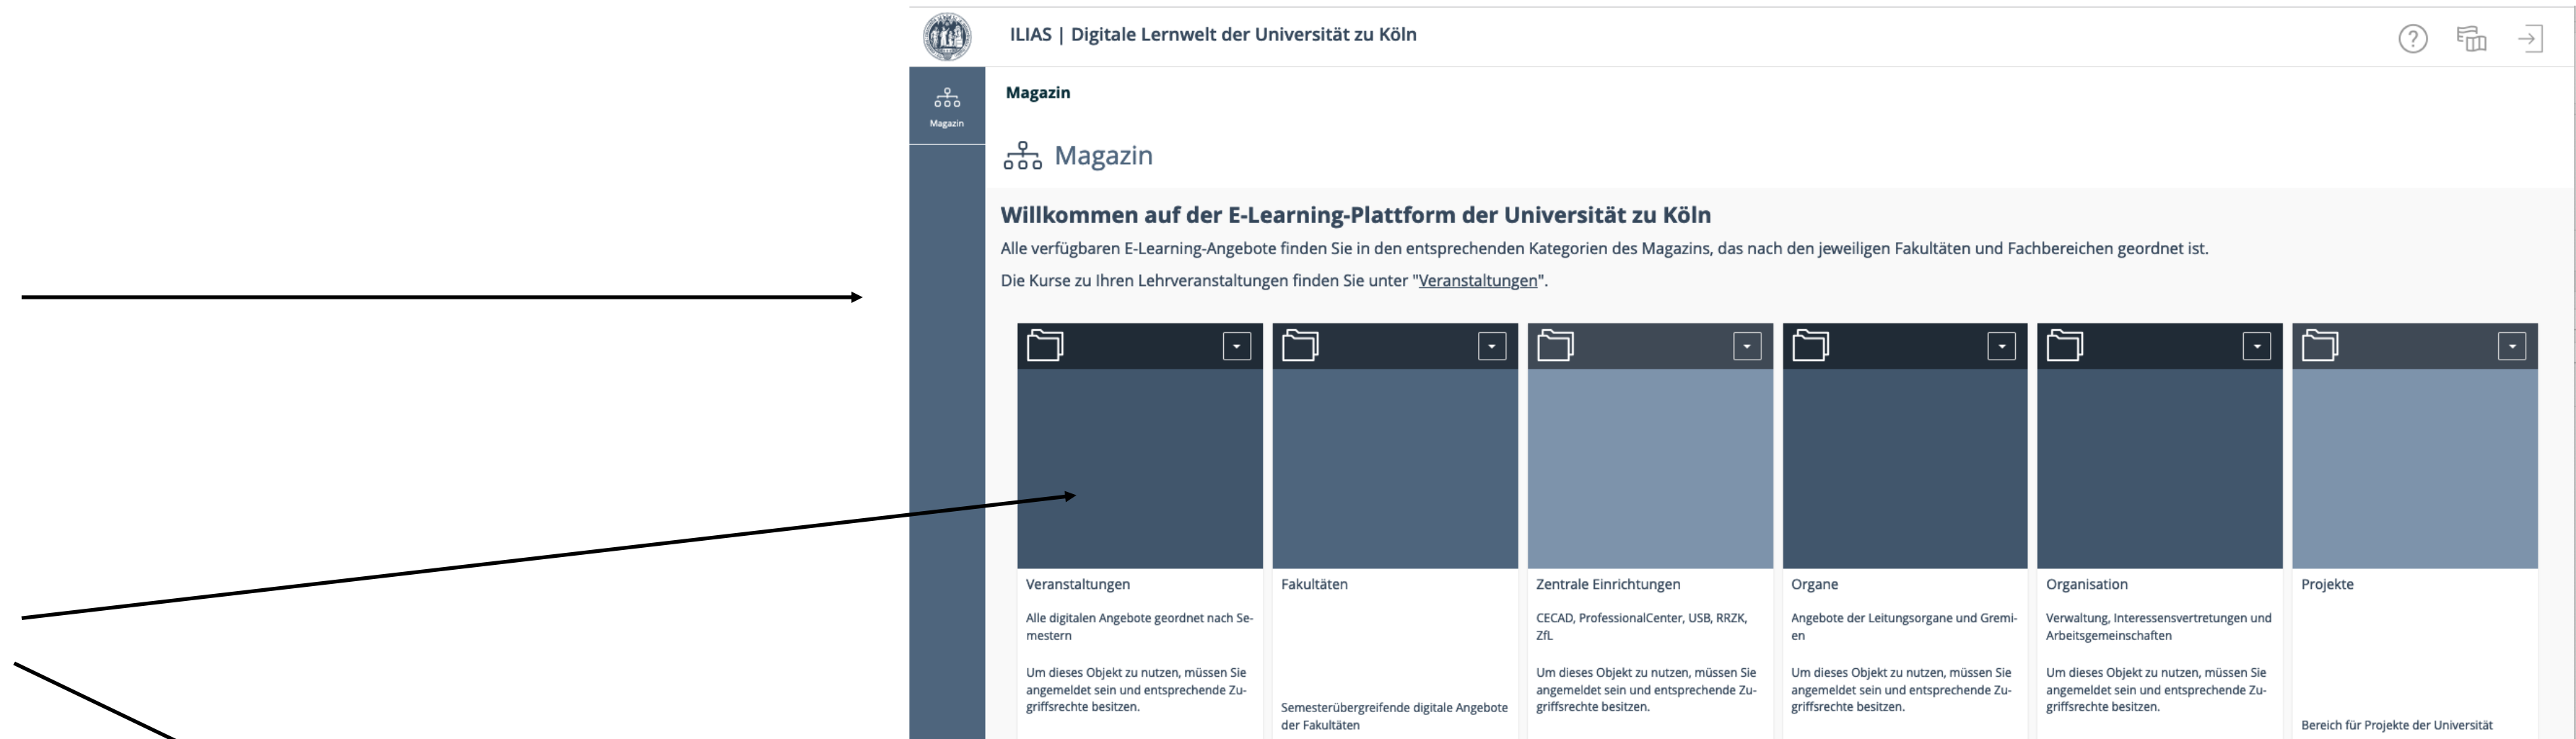 ILIAS | Digitale Lernwelt der Universität zu Köln
Magazin
Magazin
Magazin
Willkommen auf der E-Learning-Plattform der Universität zu Köln
Alle verfügbaren E-Learning-Angebote finden Sie in den entsprechenden Kategorien des Magazins, das nach den jeweiligen Fakultäten und Fachbereichen geordnet ist.
Die Kurse zu Ihren Lehrveranstaltungen finden Sie unter "Veranstaltungen".
Veranstaltungen
Alle digitalen Angebote geordnet nach Se-
mestern
Um dieses Objekt zu nutzen, müssen Sie
angemeldet sein und entsprechende Zu-
griffsrechte besitzen.
Fakultäten
Semesterübergreifende digitale Angebote
der Fakultäten
Zentrale Einrichtungen
CECAD, ProfessionalCenter, USB, RRZK,
ZfL
Um dieses Objekt zu nutzen, müssen Sie
angemeldet sein und entsprechende Zu-
griffsrechte besitzen.
Organe
Angebote der Leitungsorgane und Gremi-
en
Um dieses Objekt zu nutzen, müssen Sie
angemeldet sein und entsprechende Zu-
griffsrechte besitzen.
Organisation
Verwaltung, Interessensvertretungen und
Arbeitsgemeinschaften
Um dieses Objekt zu nutzen, müssen Sie
angemeldet sein und entsprechende Zu-
griffsrechte besitzen.
Projekte
Bereich für Projekte der Universität